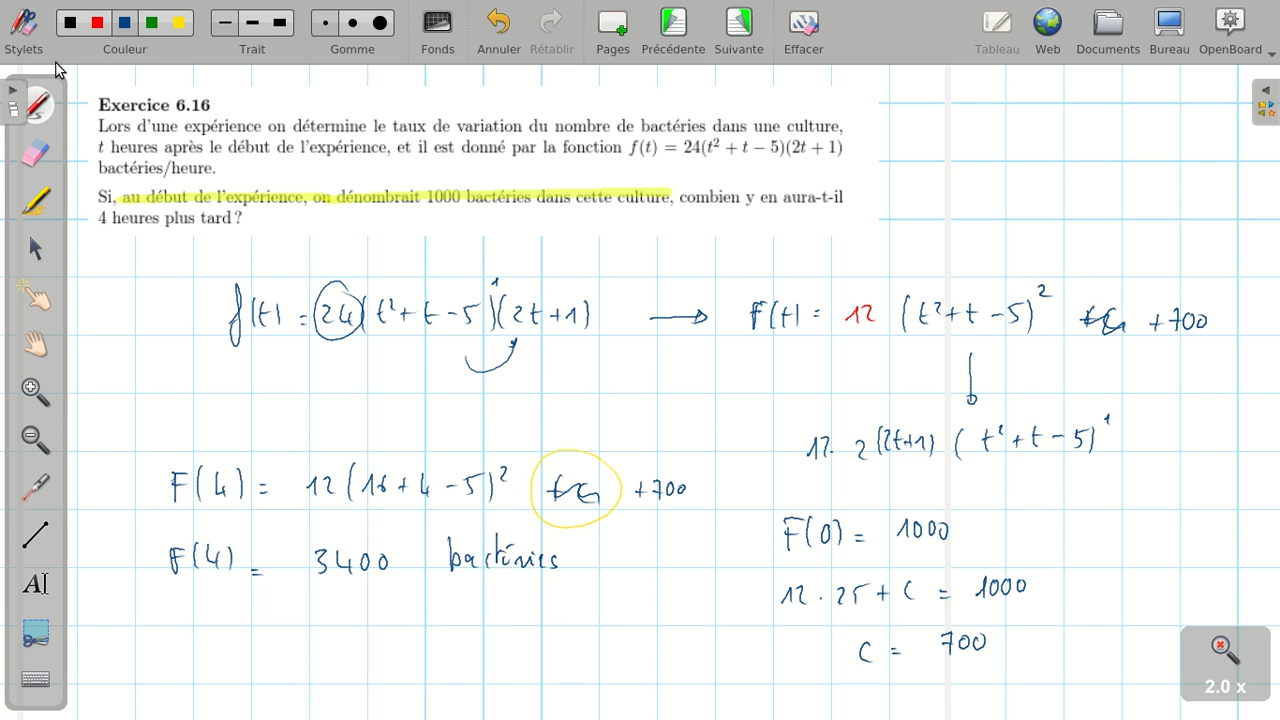 Stylets Couleur Trait Gomme Fonds Annuler Rétablir Pages Précédente Suivante Effacer Tableau Web Documents Bureau OpenBoard
Exercice 6.16
Lors d'une expérience on détermine le taux de variation du nombre de bactéries dans une culture,
t heures après le début de l'expérience, et il est donné par la fonction f(t) = 24(t² + t − 5)(2t + 1)
bactéries/heure.
Si, au début de l'expérience, on dénombrait 1000 bactéries dans cette culture, combien y en aura-t-il
4 heures plus tard ?
f(t) = 24(t² + t − 5)¹(2t + 1) → F(t) = 12 (t² + t − 5)² + 700
12 · 2(2t+1) (t² + t − 5)¹
F(4) = 12(16 + 4 − 5)² + 700
F(0) = 1000
F(4) = 3400 bactéries
12 · 25 + C = 1000
C = 700
AI
2.0 x